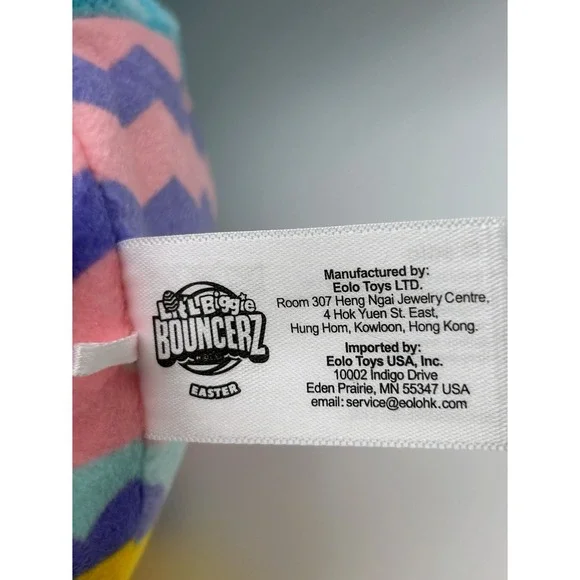 Lit'l Biggie
BOUNCERZ
EASTER
Manufactured by:
Eolo Toys LTD.
Room 307 Heng Ngai Jewelry Centre,
4 Hok Yuen St. East,
Hung Hom, Kowloon, Hong Kong.
Imported by:
Eolo Toys USA, Inc.
10002 Indigo Drive
Eden Prairie, MN 55347 USA
email: service@eolohk.com